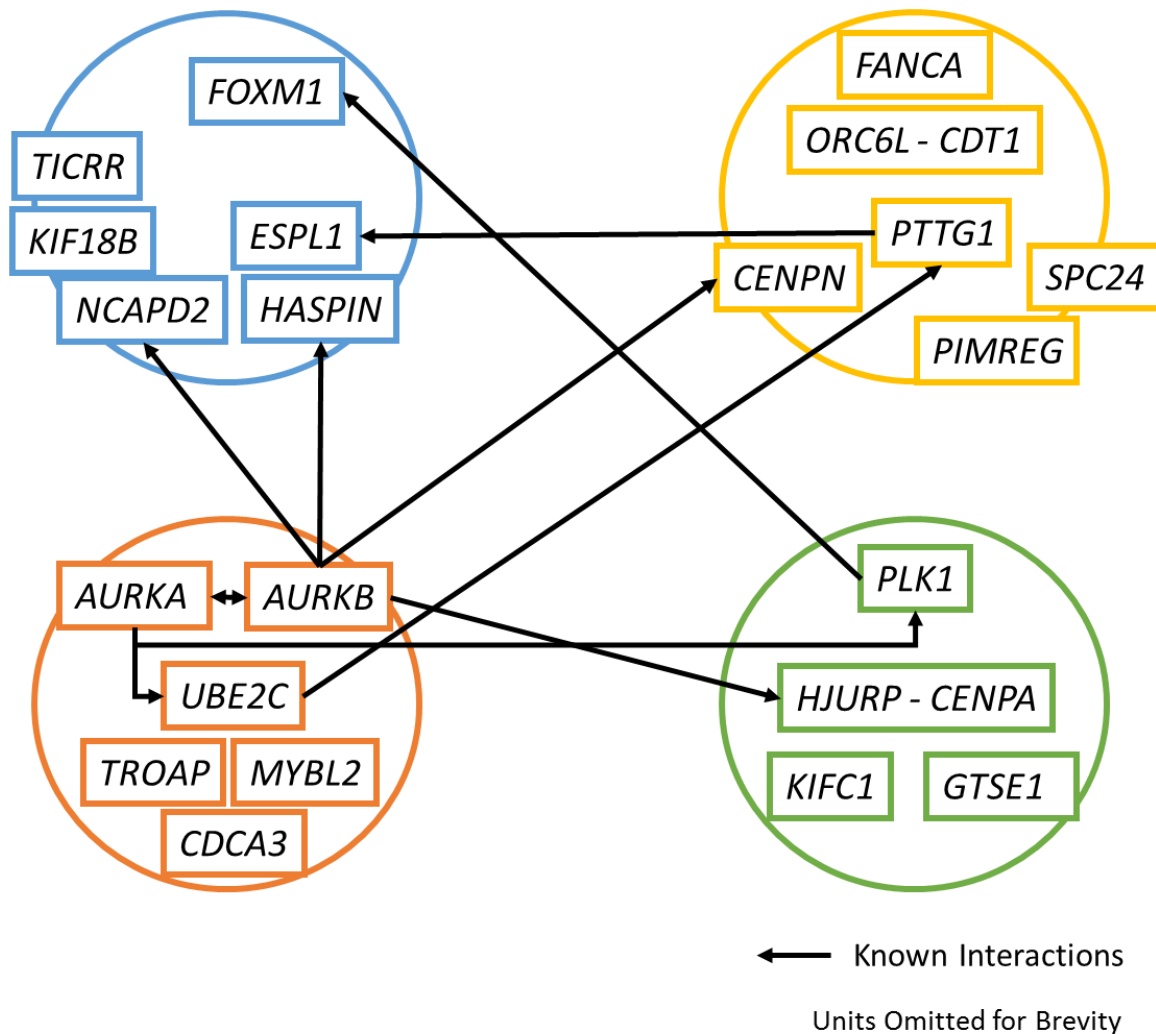 FOXM1
TICRR
KIF18B
ESPL1
NCAPD2
HASPIN
FANCA
ORC6L - CDT1
PTTG1
CENPN
SPC24
PIMREG
AURKA
AURKB
UBE2C
TROAP
MYBL2
CDCA3
PLK1
HJURP - CENPA
KIFC1
GTSE1
Known Interactions
Units Omitted for Brevity